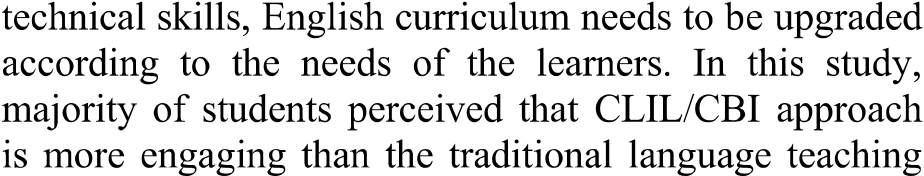 technical skills, English curriculum needs to be upgraded
according to the needs of the learners. In this study,
majority of students perceived that CLIL/CBI approach
is more engaging than the traditional language teaching